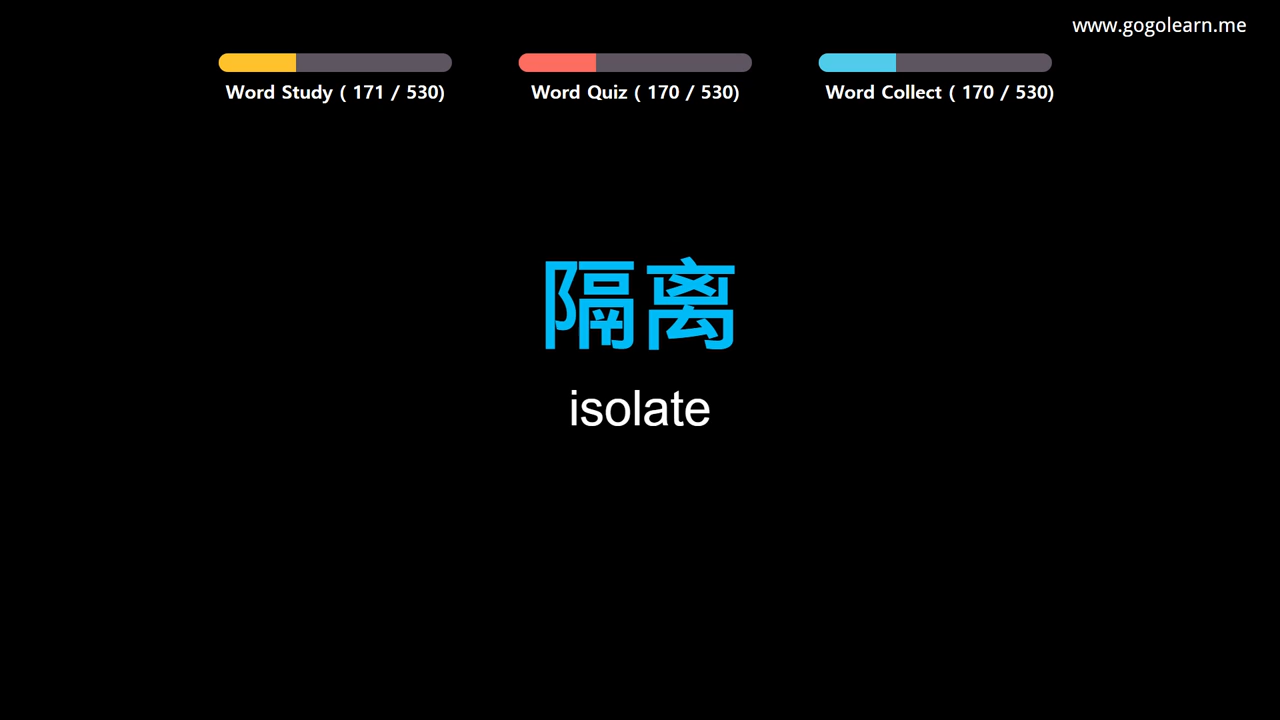 www.gogolearn.me
Word Study ( 171 / 530)
Word Quiz ( 170 / 530)
Word Collect ( 170 / 530)
隔离
isolate